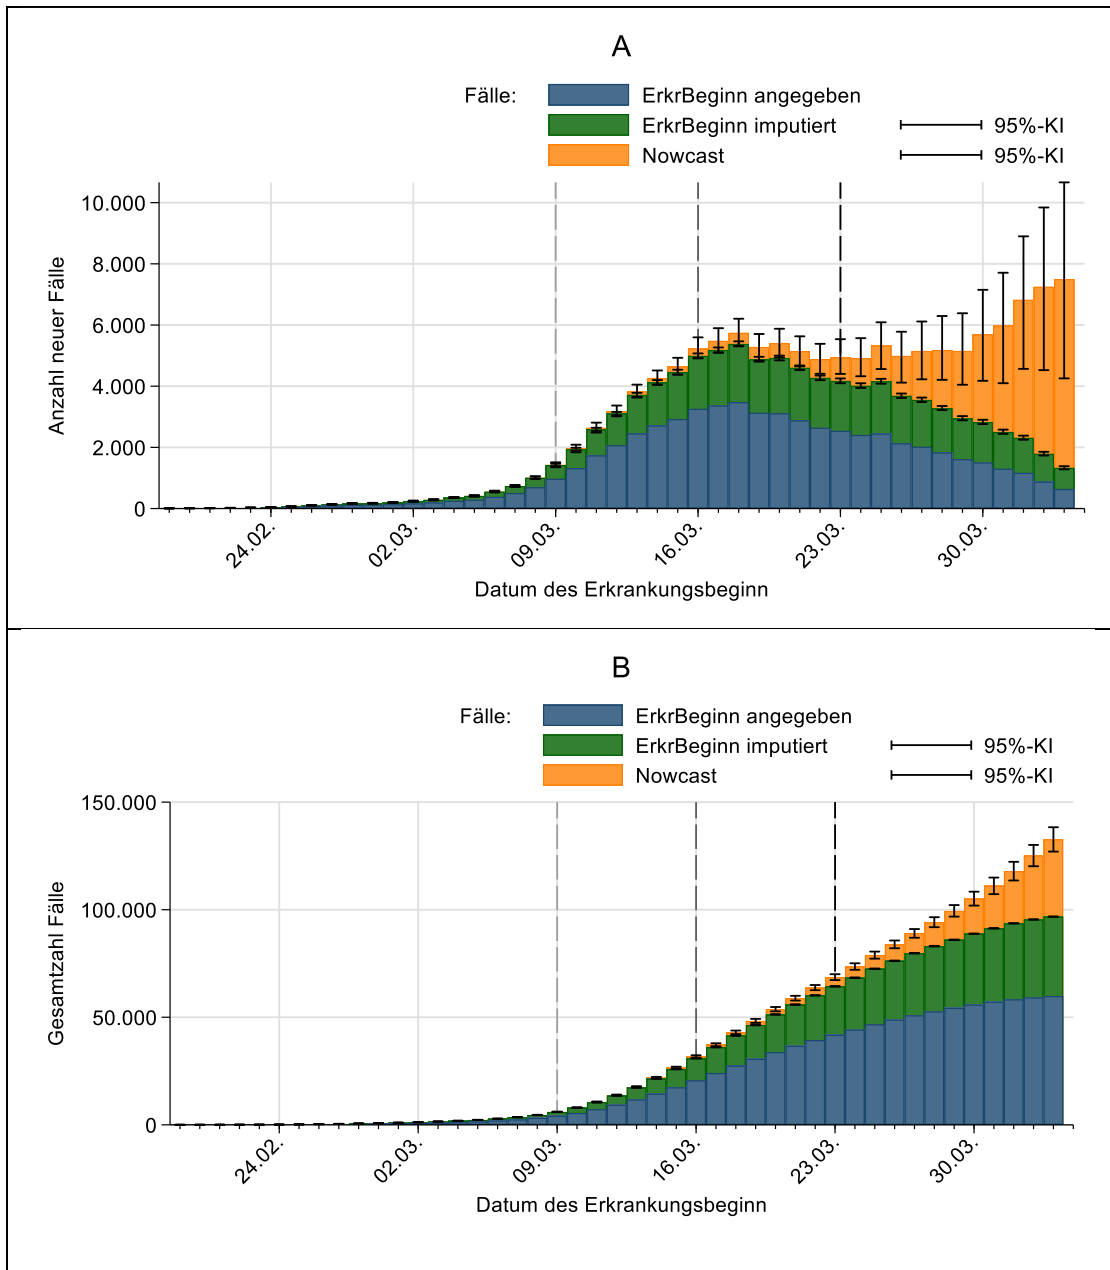 A
Fälle: ErkrBeginn angegeben
ErkrBeginn imputiert 95%-KI
Nowcast 95%-KI
10.000
8.000
6.000
4.000
2.000
0
Anzahl neuer Fälle
24.02. 02.03. 09.03. 16.03. 23.03. 30.03.
Datum des Erkrankungsbeginn
B
Fälle: ErkrBeginn angegeben
ErkrBeginn imputiert 95%-KI
Nowcast 95%-KI
150.000
100.000
50.000
0
Gesamtzahl Fälle
24.02. 02.03. 09.03. 16.03. 23.03. 30.03.
Datum des Erkrankungsbeginn